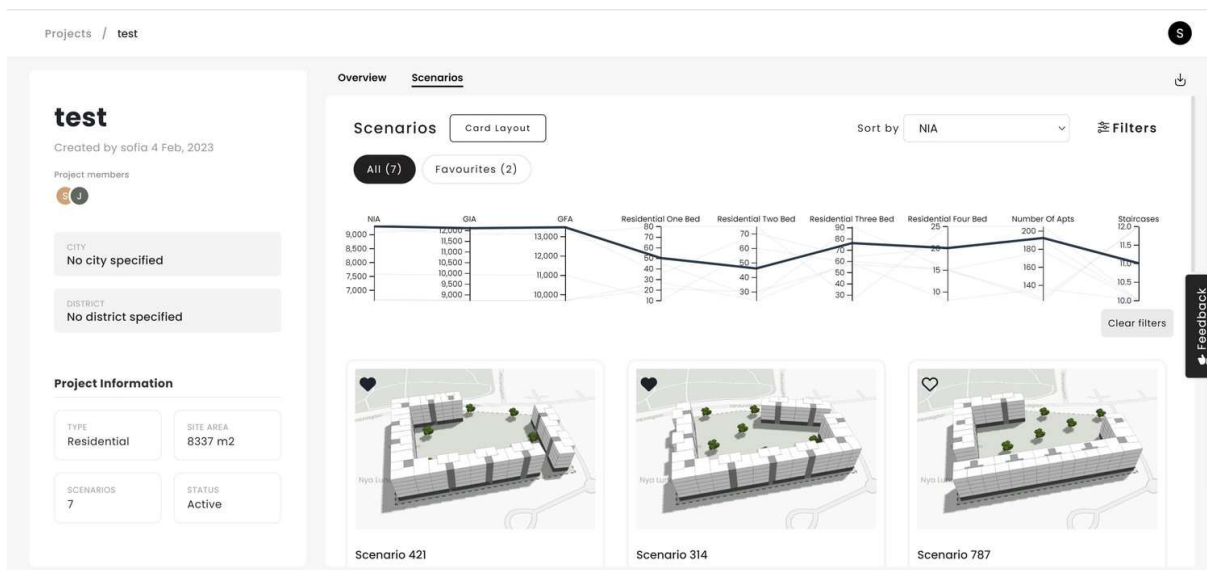 Projects / test
S
test
Created by sofia 4 Feb, 2023
Project members
S J
CITY
No city specified
DISTRICT
No district specified
Project Information
TYPE
Residential
SITE AREA
8337 m2
SCENARIOS
7
STATUS
Active
Overview Scenarios
Scenarios Card Layout
Sort by NIA Filters
All (7) Favourites (2)
NIA
9,000
8,500
8,000
7,500
7,000
GIA
12,000
11,500
11,000
10,500
10,000
9,500
9,000
GFA
13,000
12,000
11,000
10,000
Residential One Bed
80
70
60
50
40
30
20
10
Residential Two Bed
70
60
50
40
30
Residential Three Bed
90
80
70
60
50
40
30
Residential Four Bed
25
20
15
10
Number Of Apts
200
180
160
140
Staircases
12.0
11.5
11.0
10.5
10.0
Clear filters
Feedback
Scenario 421
Scenario 314
Scenario 787